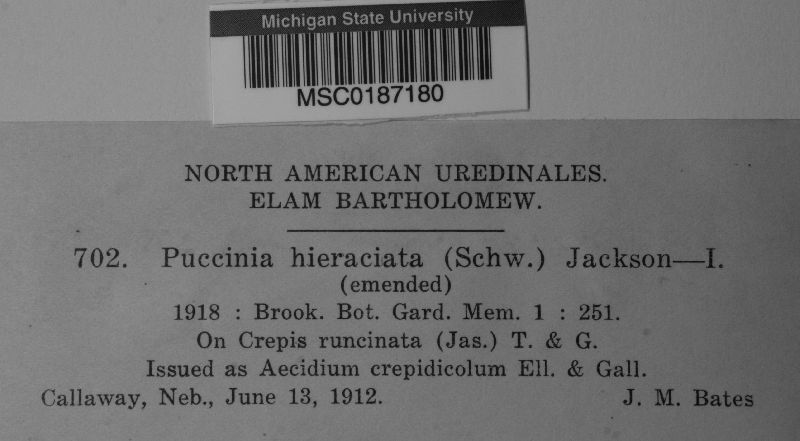 Michigan State University
MSC0187180
NORTH AMERICAN UREDINALES.
ELAM BARTHOLOMEW.
702. Puccinia hieraciata (Schw.) Jackson—I.
(emended)
1918 : Brook. Bot. Gard. Mem. 1 : 251.
On Crepis runcinata (Jas.) T. & G.
Issued as Aecidium crepidicolum Ell. & Gall.
Callaway, Neb., June 13, 1912. J. M. Bates